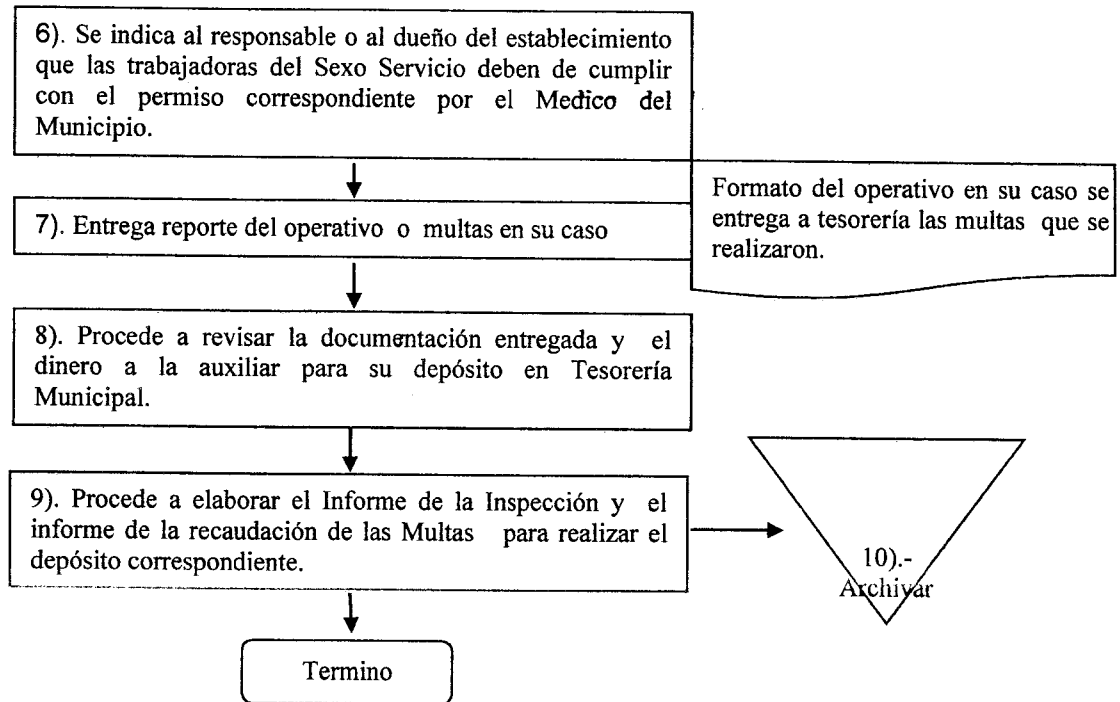 6). Se indica al responsable o al dueño del establecimiento
que las trabajadoras del Sexo Servicio deben de cumplir
con el permiso correspondiente por el Medico del
Municipio.
Formato del operativo en su caso se
entrega a tesorería las multas que se
realizaron.
7). Entrega reporte del operativo o multas en su caso
8). Procede a revisar la documentación entregada y el
dinero a la auxiliar para su depósito en Tesorería
Municipal.
9). Procede a elaborar el Informe de la Inspección y el
informe de la recaudación de las Multas para realizar el
depósito correspondiente.
10).-
Archivar
Termino